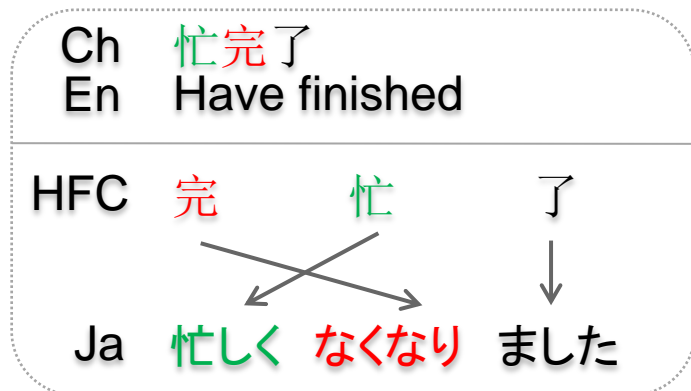 Ch 忙完了
En Have finished
HFC 完 忙 了
Ja 忙しく なくなり ました